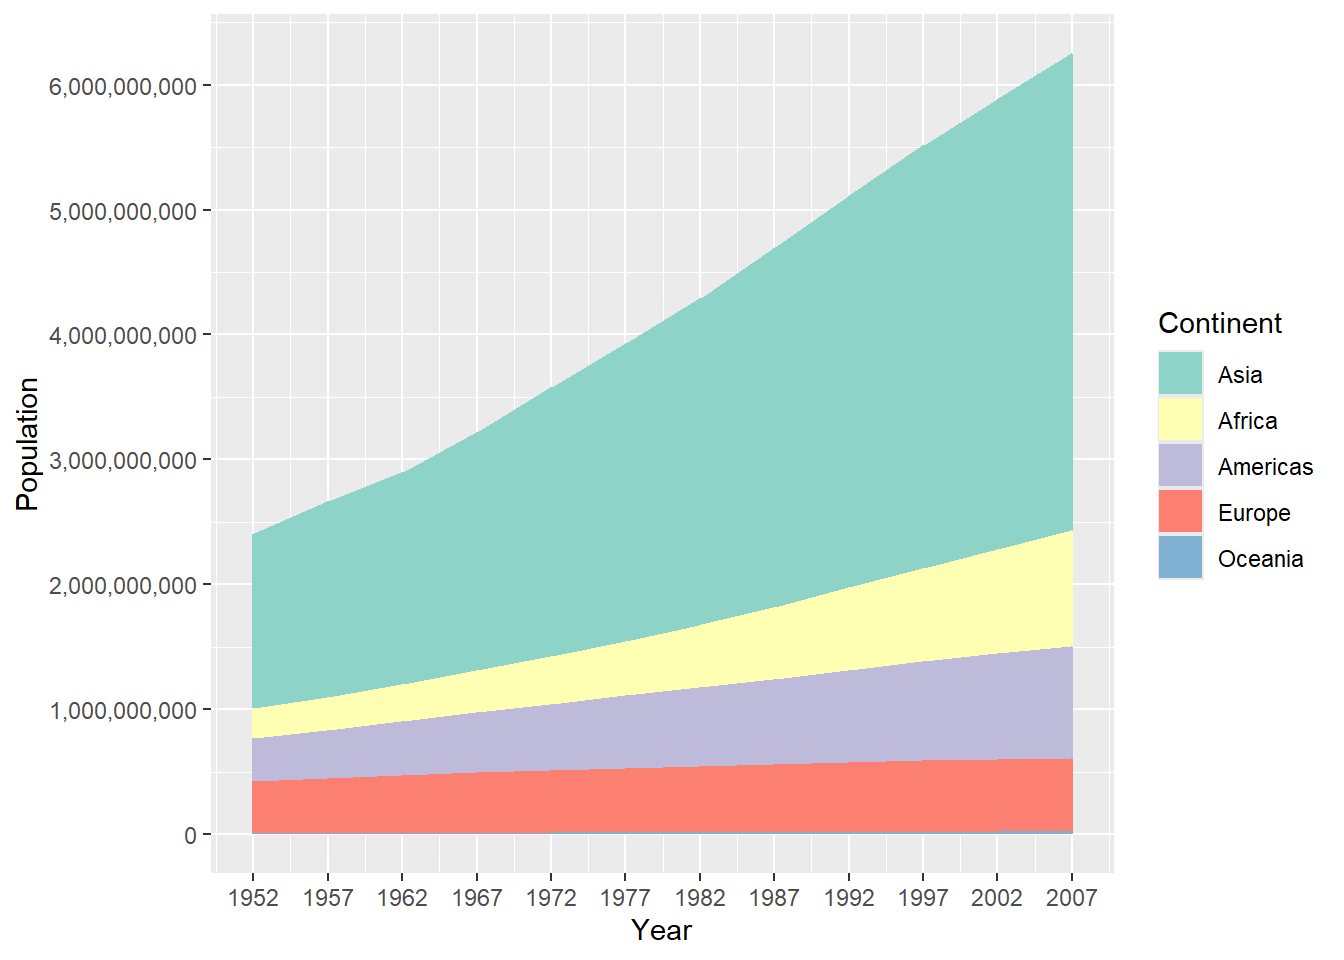 6,000,000,000
5,000,000,000
4,000,000,000
3,000,000,000
2,000,000,000
1,000,000,000
0
Population
1952 1957 1962 1967 1972 1977 1982 1987 1992 1997 2002 2007
Year
Continent
Asia
Africa
Americas
Europe
Oceania